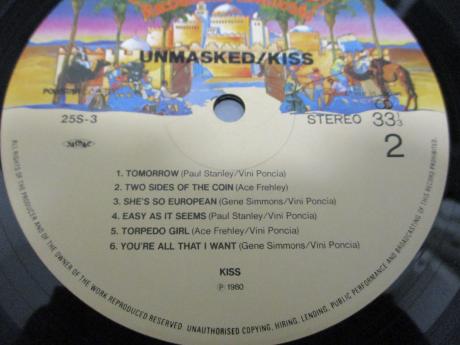 UNMASKED/KISS
25S-3
STEREO 33 1/3
2
1. TOMORROW (Paul Stanley/Vini Poncia)
2. TWO SIDES OF THE COIN (Ace Frehley)
3. SHE'S SO EUROPEAN (Gene Simmons/Vini Poncia)
4. EASY AS IT SEEMS (Paul Stanley/Vini Poncia)
5. TORPEDO GIRL (Ace Frehley/Vini Poncia)
6. YOU'RE ALL THAT I WANT (Gene Simmons/Vini Poncia)
KISS
Ⓟ1980
ALL RIGHTS OF THE PRODUCER AND OF THE OWNER OF THE WORK REPRODUCED RESERVED. UNAUTHORISED COPYING, HIRING, LENDING, PUBLIC PERFORMANCE AND BROADCASTING OF THIS RECORD PROHIBITED.